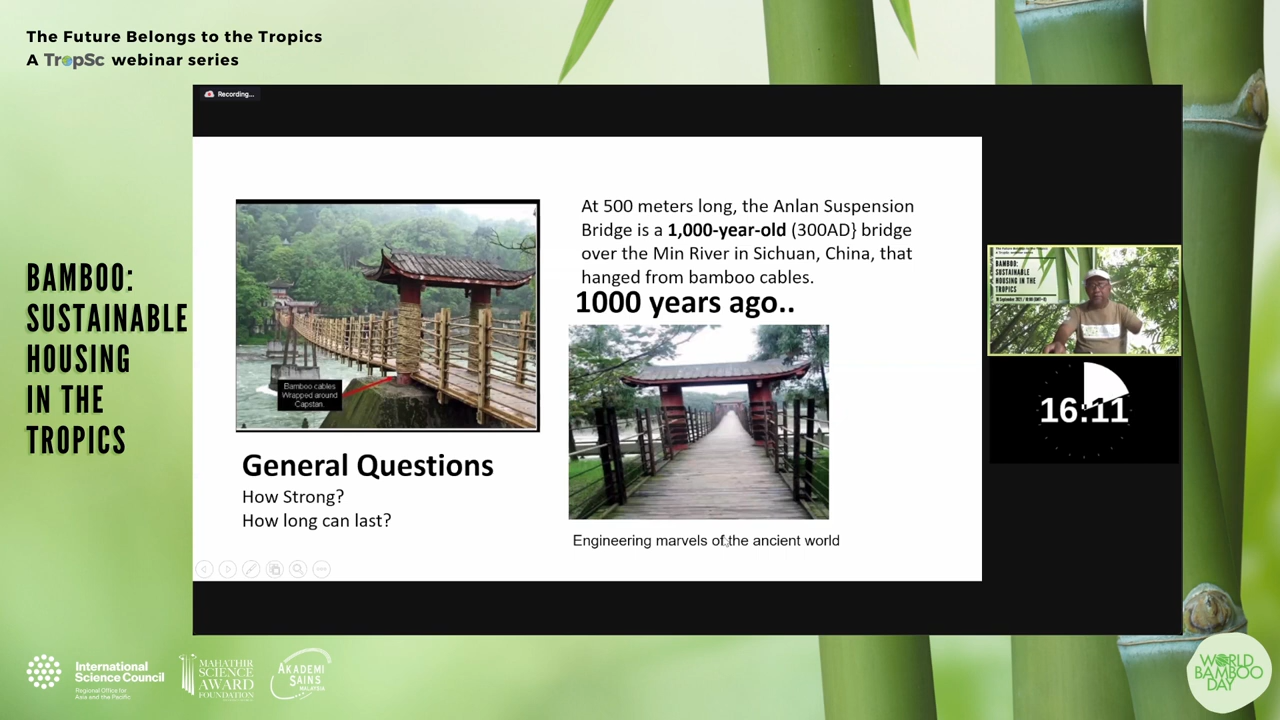 The Future Belongs to the Tropics
A TropSc webinar series
BAMBOO:
SUSTAINABLE
HOUSING
IN THE
TROPICS
Recording...
At 500 meters long, the Anlan Suspension
Bridge is a 1,000-year-old (300AD} bridge
over the Min River in Sichuan, China, that
hanged from bamboo cables.
1000 years ago..
Bamboo cables
Wrapped around
Capstan.
General Questions
How Strong?
How long can last?
Engineering marvels of the ancient world
BAMBOO:
SUSTAINABLE
HOUSING IN THE
TROPICS
16:11
International
Science Council
Regional Office for
Asia and the Pacific
MAHATHIR
SCIENCE
AWARD
FOUNDATION
AKADEMI
SAINS
MALAYSIA
WORLD
BAMBOO
DAY